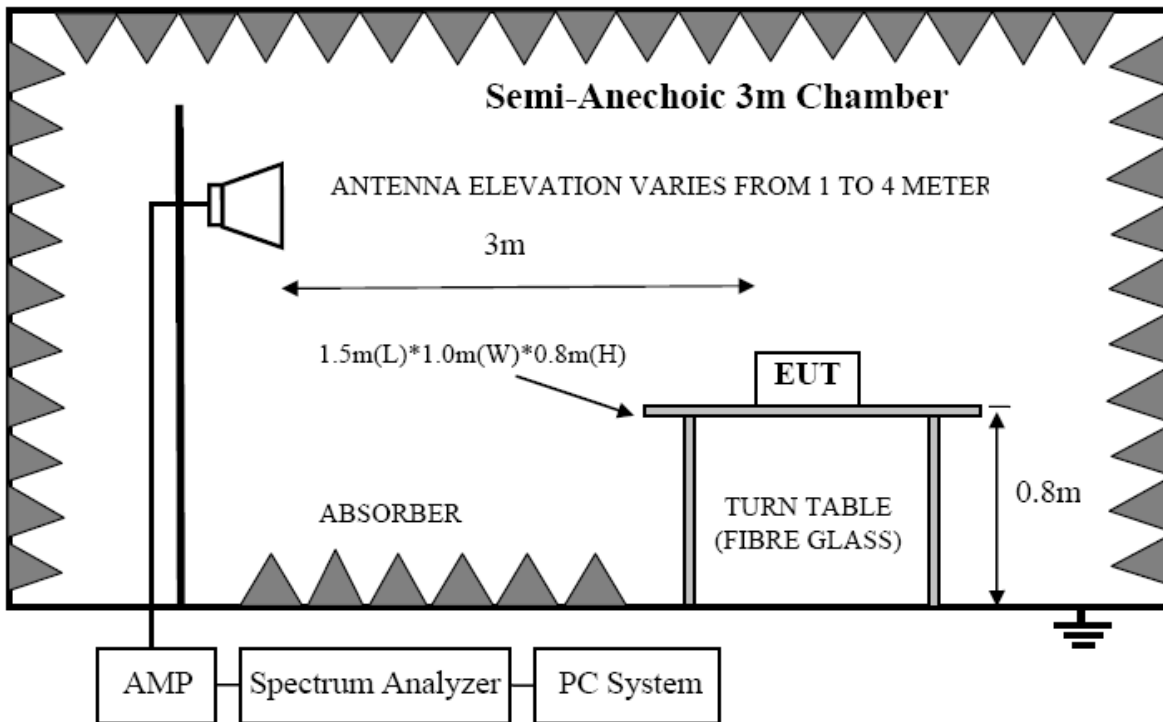 Semi-Anechoic 3m Chamber
ANTENNA ELEVATION VARIES FROM 1 TO 4 METER
3m
1.5m(L)*1.0m(W)*0.8m(H)
EUT
0.8m
ABSORBER
TURN TABLE
(FIBRE GLASS)
AMP
Spectrum Analyzer
PC System